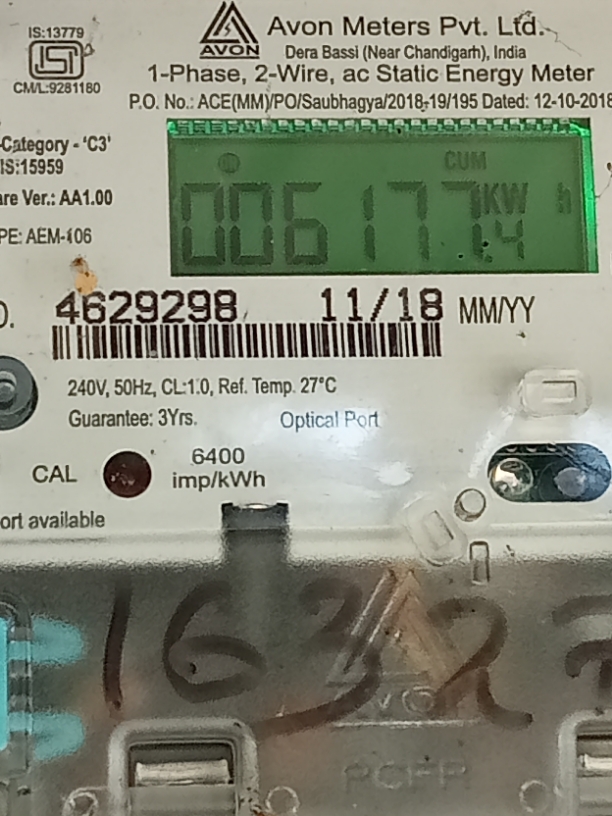 IS:13779
CM/L:9281180
AVON
Avon Meters Pvt. Ltd.
Dera Bassi (Near Chandigarh), India
1-Phase, 2-Wire, ac Static Energy Meter
P.O. No.: ACE(MM)/PO/Saubhagya/2018-19/195 Dated: 12-10-2018
-Category - 'C3'
IS:15959
are Ver.: AA1.00
PE: AEM-106
CUM
006177.4 KW h
O. 4629298 11/18 MM/YY
240V, 50Hz, CL:1.0, Ref. Temp. 27°C
Guarantee: 3Yrs. Optical Port
CAL 6400
imp/kWh
ort available
1632